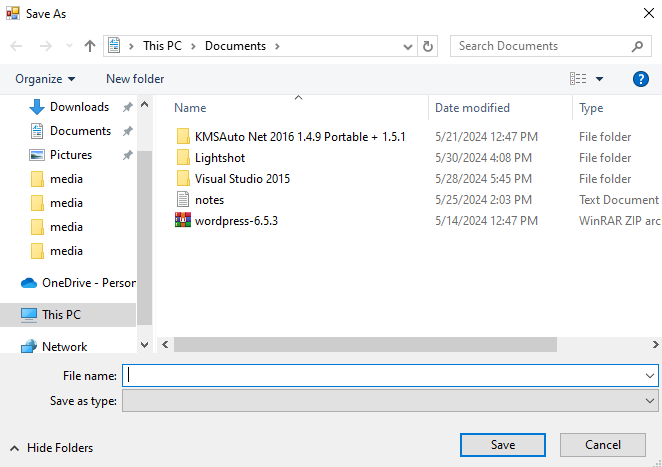 Save As
This PC > Documents >
Search Documents
Organize
New folder
Name Date modified Type
Downloads
Documents
Pictures
media
media
media
media
OneDrive - Person
This PC
Network
KMSAuto Net 2016 1.4.9 Portable + 1.5.1 5/21/2024 12:47 PM File folder
Lightshot 5/30/2024 4:08 PM File folder
Visual Studio 2015 5/28/2024 5:45 PM File folder
notes 5/25/2024 2:03 PM Text Document
wordpress-6.5.3 5/14/2024 12:47 PM WinRAR ZIP arc
File name:
Save as type:
Hide Folders
Save
Cancel